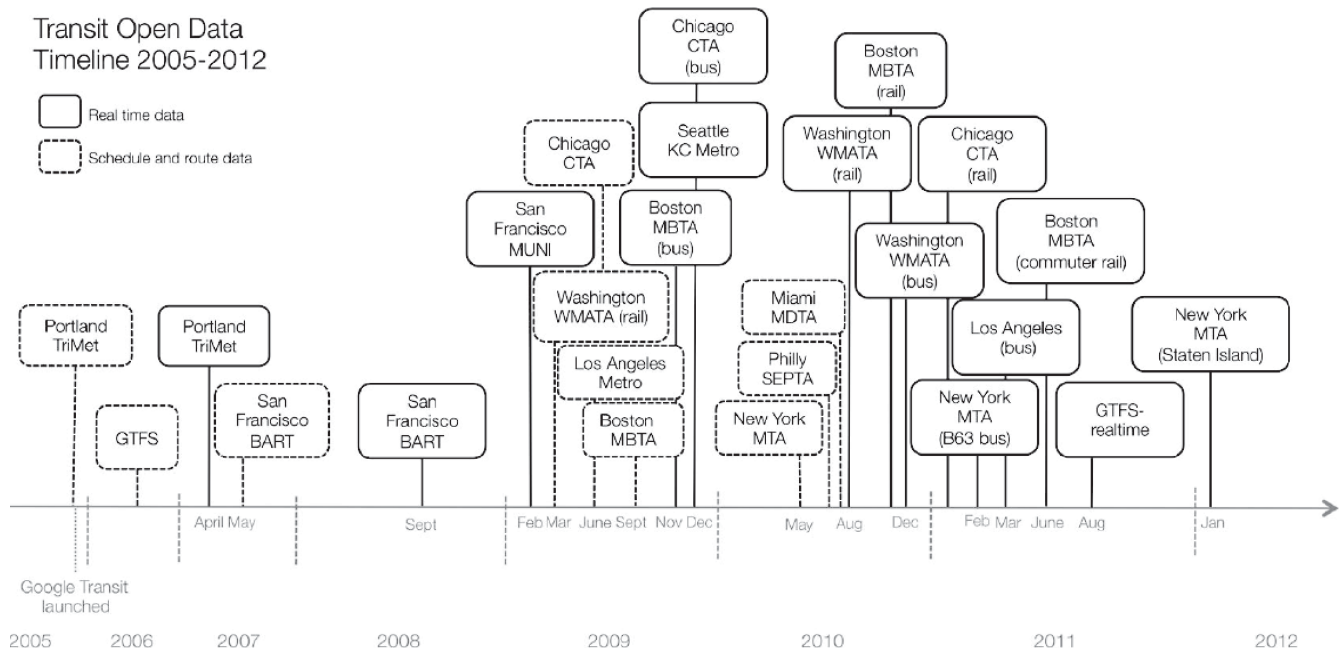 Transit Open Data
Timeline 2005-2012
Real time data
Schedule and route data
Chicago
CTA
(bus)
Boston
MBTA
(rail)
Seattle
KC Metro
Washington
WMATA
(rail)
Chicago
CTA
(rail)
Chicago
CTA
San
Francisco
MUNI
Boston
MBTA
(bus)
Boston
MBTA
(commuter rail)
Washington
WMATA
(bus)
Washington
WMATA (rail)
Miami
MDTA
Los Angeles
(bus)
New York
MTA
(Staten Island)
Portland
TriMet
Portland
TriMet
Los Angeles
Metro
Philly
SEPTA
GTFS
San
Francisco
BART
San
Francisco
BART
Boston
MBTA
New York
MTA
New York
MTA
(B63 bus)
GTFS-
realtime
April May
Sept
Feb Mar
June Sept
Nov Dec
May
Aug
Dec
Feb Mar
June
Aug
Jan
Google Transit
launched
2005
2006
2007
2008
2009
2010
2011
2012